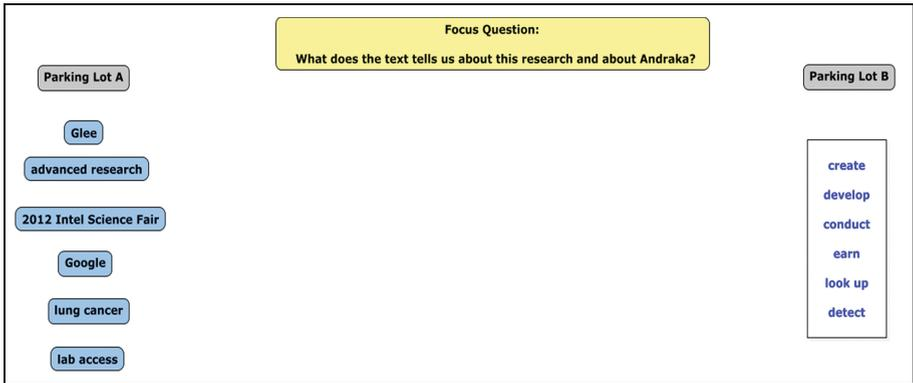 Focus Question:
What does the text tells us about this research and about Andraka?
Parking Lot A
Glee
advanced research
2012 Intel Science Fair
Google
lung cancer
lab access
Parking Lot B
create
develop
conduct
earn
look up
detect